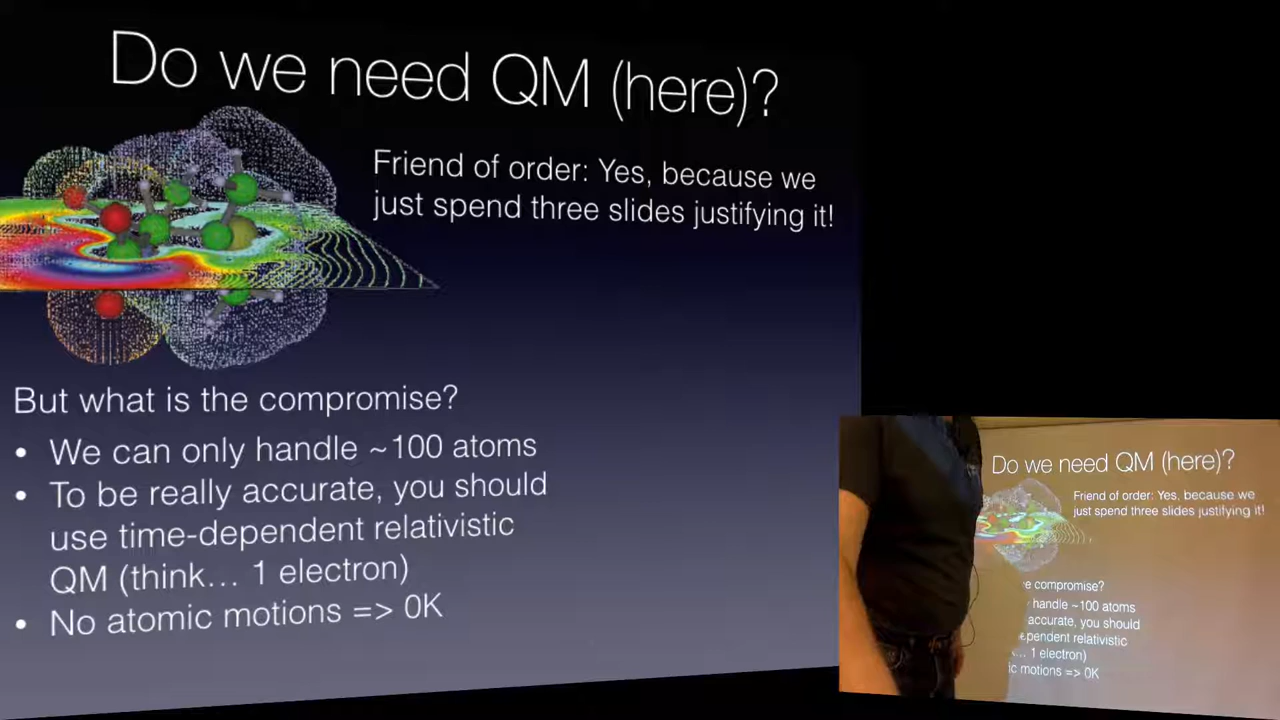 Do we need QM (here)?
Friend of order: Yes, because we
just spend three slides justifying it!
But what is the compromise?
• We can only handle ~100 atoms
• To be really accurate, you should
use time-dependent relativistic
QM (think... 1 electron)
• No atomic motions => 0K
Do we need QM (here)?
Friend of order: Yes, because we
just spend three slides justifying it!
compromise?
handle ~100 atoms
accurate, you should
relativistic
1 electron)
motions => 0K